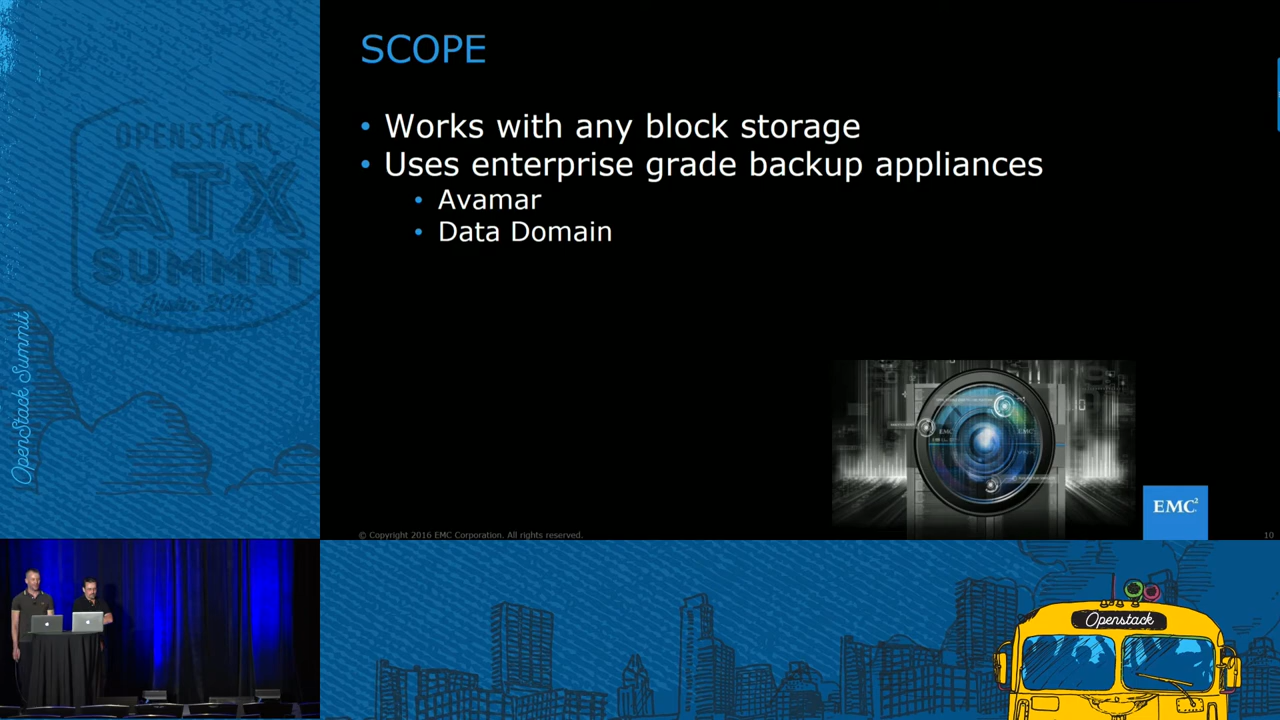 SCOPE
• Works with any block storage
• Uses enterprise grade backup appliances
• Avamar
• Data Domain
EMC²
© Copyright 2016 EMC Corporation. All rights reserved.
10
OPENSTACK
ATX
SUMMIT
Austin 2016
OpenStack Summit
Openstack